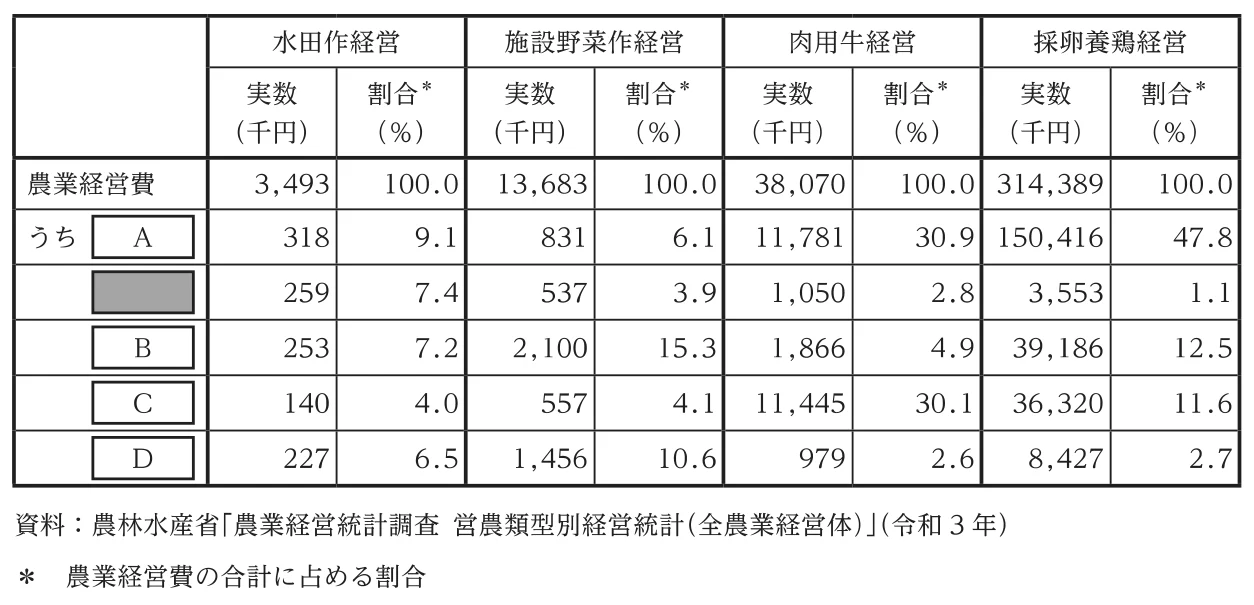 水田作経営 施設野菜作経営 肉用牛経営 採卵養鶏経営
実数 割合* 実数 割合* 実数 割合* 実数 割合*
(千円) (%) (千円) (%) (千円) (%) (千円) (%)
農業経営費 3,493 100.0 13,683 100.0 38,070 100.0 314,389 100.0
うち A 318 9.1 831 6.1 11,781 30.9 150,416 47.8
259 7.4 537 3.9 1,050 2.8 3,553 1.1
B 253 7.2 2,100 15.3 1,866 4.9 39,186 12.5
C 140 4.0 557 4.1 11,445 30.1 36,320 11.6
D 227 6.5 1,456 10.6 979 2.6 8,427 2.7
資料:農林水産省「農業経営統計調査 営農類型別経営統計(全農業経営体)」(令和3年)
* 農業経営費の合計に占める割合